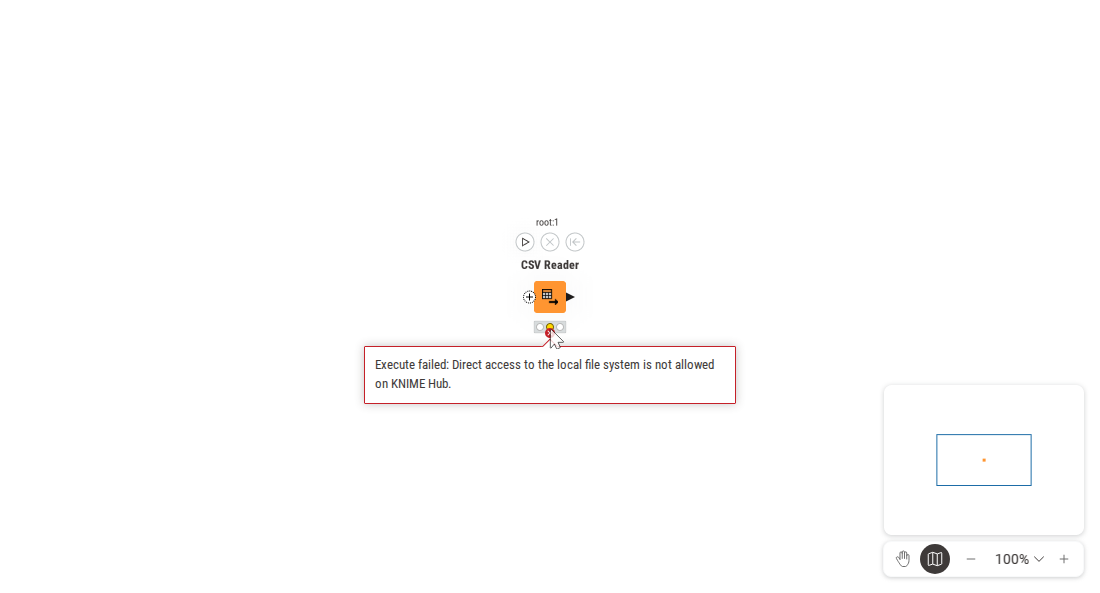 root:1
CSV Reader
Execute failed: Direct access to the local file system is not allowed
on KNIME Hub.
100%